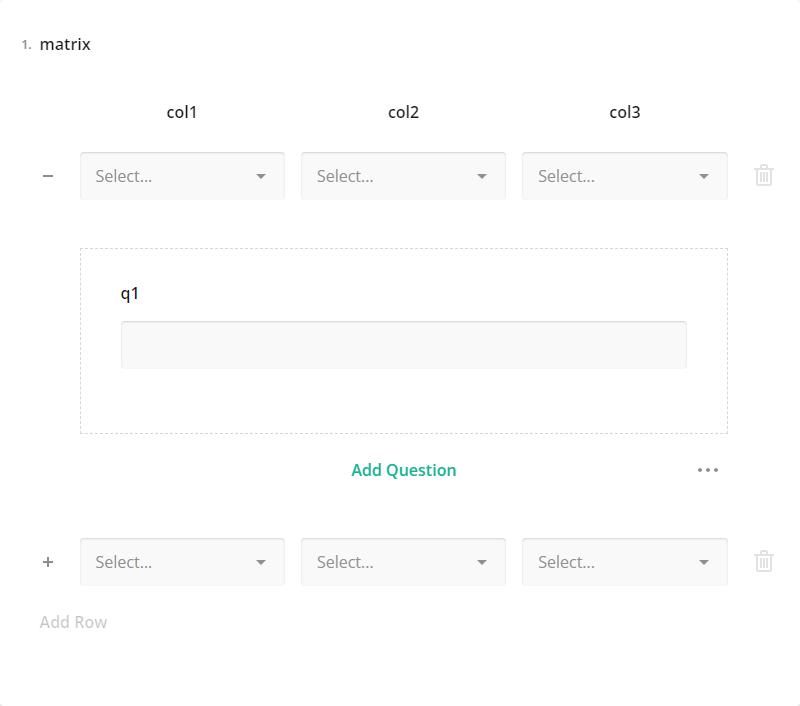 1. matrix
col1 col2 col3
Select... Select... Select...
q1
Add Question
Select... Select... Select...
Add Row